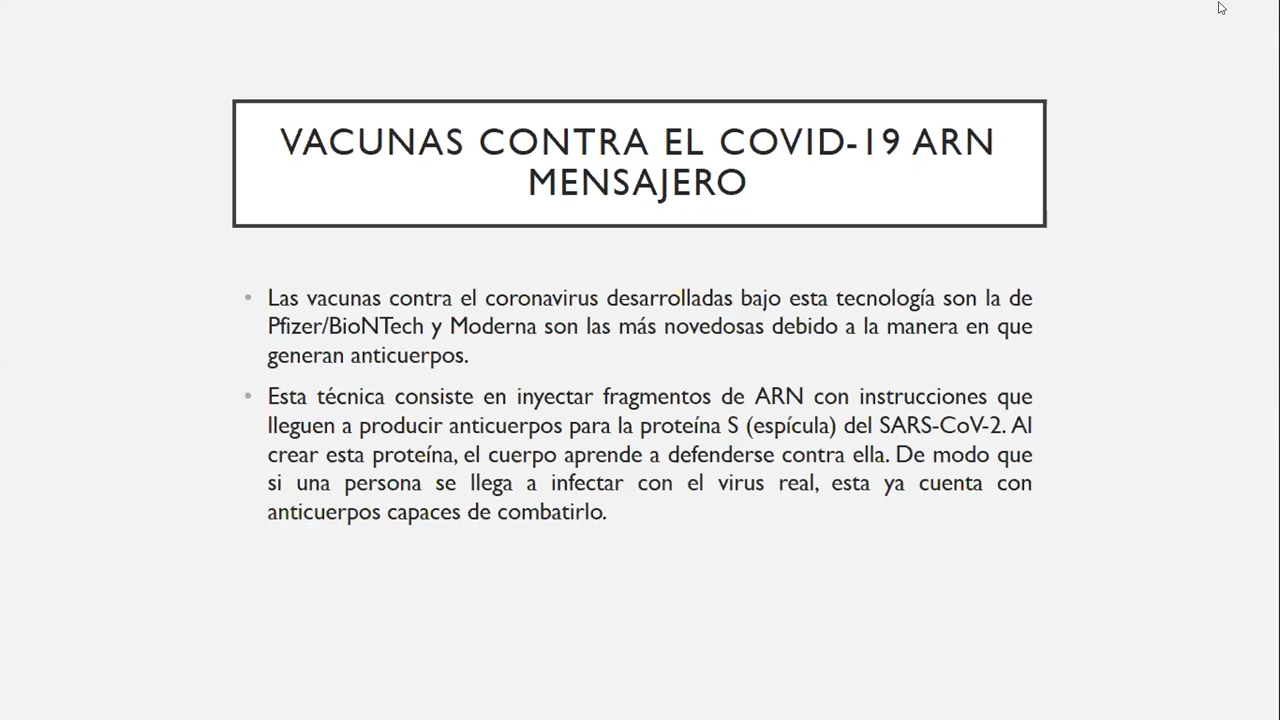 VACUNAS CONTRA EL COVID-19 ARN
MENSAJERO
• Las vacunas contra el coronavirus desarrolladas bajo esta tecnología son la de
Pfizer/BioNTech y Moderna son las más novedosas debido a la manera en que
generan anticuerpos.
• Esta técnica consiste en inyectar fragmentos de ARN con instrucciones que
lleguen a producir anticuerpos para la proteína S (espícula) del SARS-CoV-2. Al
crear esta proteína, el cuerpo aprende a defenderse contra ella. De modo que
si una persona se llega a infectar con el virus real, esta ya cuenta con
anticuerpos capaces de combatirlo.